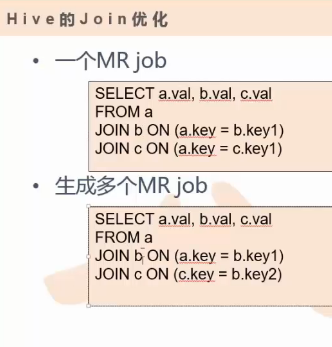 Hive的Join优化
• 一个MR job
SELECT a.val, b.val, c.val
FROM a
JOIN b ON (a.key = b.key1)
JOIN c ON (a.key = c.key1)
• 生成多个MR job
SELECT a.val, b.val, c.val
FROM a
JOIN b ON (a.key = b.key1)
JOIN c ON (c.key = b.key2)